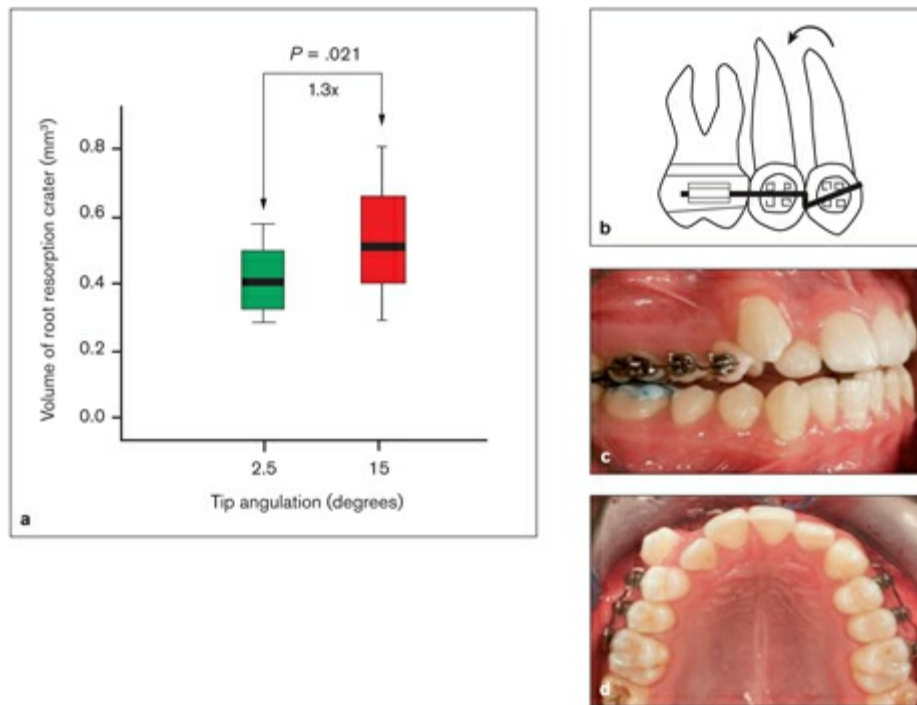 P = .021
1.3x
Volume of root resorption crater (mm³)
0.8
0.6
0.4
0.2
0.0
2.5 15
Tip angulation (degrees)
a
b
c
d